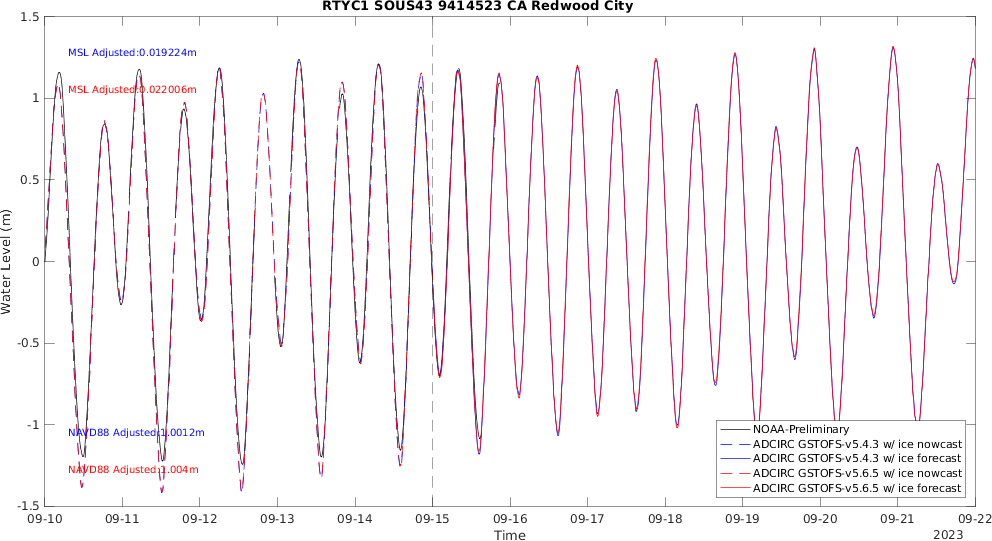 RTYC1 SOUS43 9414523 CA Redwood City
1.5
1
0.5
0
-0.5
-1
-1.5
Water Level (m)
MSL Adjusted:0.019224m
MSL Adjusted:0.022006m
NAVD88 Adjusted:1.0012m
NAVD88 Adjusted:1.004m
NOAA-Preliminary
ADCIRC GSTOFS-v5.4.3 w/ ice nowcast
ADCIRC GSTOFS-v5.4.3 w/ ice forecast
ADCIRC GSTOFS-v5.6.5 w/ ice nowcast
ADCIRC GSTOFS-v5.6.5 w/ ice forecast
09-10 09-11 09-12 09-13 09-14 09-15 09-16 09-17 09-18 09-19 09-20 09-21 09-22
Time
2023